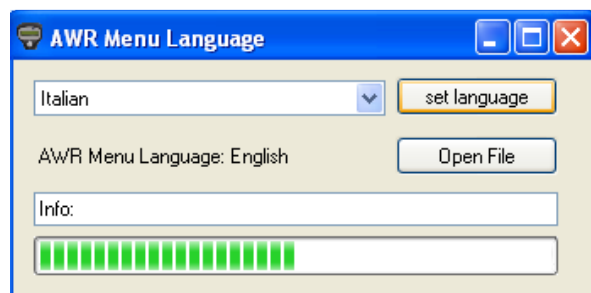 AWR Menu Language
Italian
set language
AWR Menu Language: English
Open File
Info: